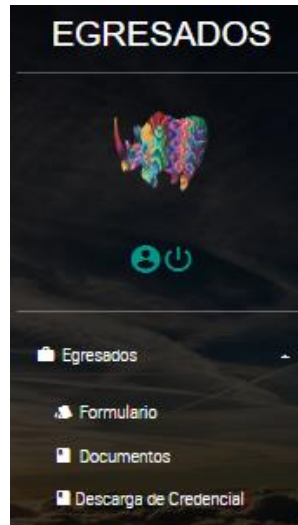 EGRESADOS
Egresados
Formulario
Documentos
Descarga de Credencial